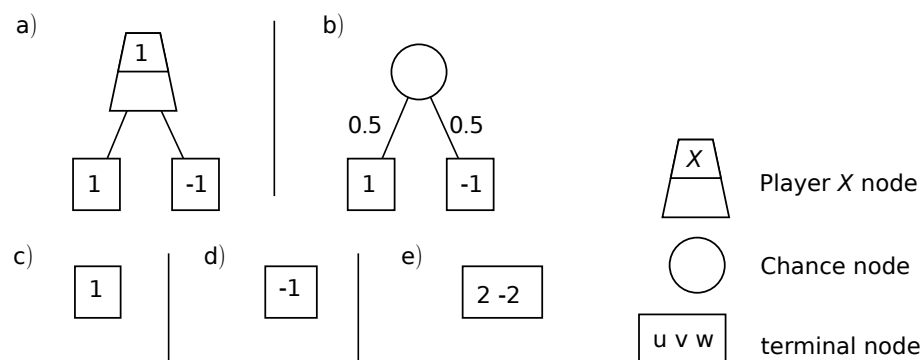 a)
1
1
-1
b)
0.5
0.5
1
-1
c)
1
d)
-1
e)
2 -2
X
Player X node
Chance node
u v w
terminal node